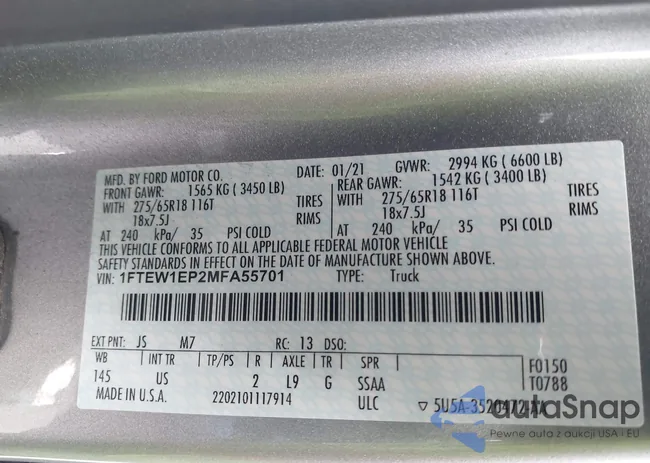 MFD. BY FORD MOTOR CO. DATE: 01/21 GVWR: 2994 KG ( 6600 LB)
FRONT GAWR: 1565 KG ( 3450 LB) REAR GAWR: 1542 KG ( 3400 LB)
WITH 275/65R18 116T TIRES WITH 275/65R18 116T TIRES
18x7.5J RIMS 18x7.5J RIMS
AT 240 kPa/ 35 PSI COLD AT 240 kPa/ 35 PSI COLD
THIS VEHICLE CONFORMS TO ALL APPLICABLE FEDERAL MOTOR VEHICLE
SAFETY STANDARDS IN EFFECT ON THE DATE OF MANUFACTURE SHOWN ABOVE.
VIN: 1FTEW1EP2MFA55701 TYPE: Truck
EXT PNT: JS M7 RC: 13 DSO:
WB INT TR TP/PS R AXLE TR SPR F0150
145 US 2 L9 G SSAA T0788
MADE IN U.S.A. 2202101117914 ULC ▽ 5U5A-3520472-AA
autoSnap
Pewne auta z aukcji USA - EU